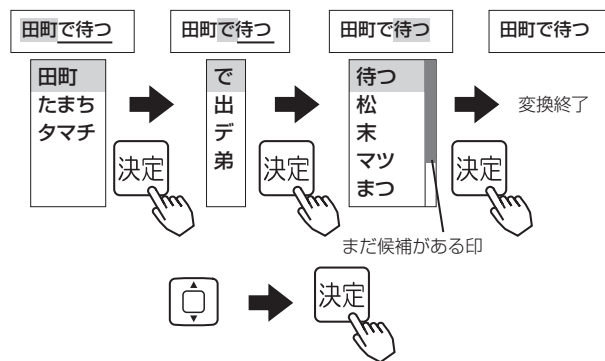 田町で待つ
田町で待つ
田町で待つ
田町で待つ
田町
たまち
タマチ
決定
で
出
デ
弟
決定
待つ
松
末
マツ
まつ
決定
変換終了
まだ候補がある印
決定